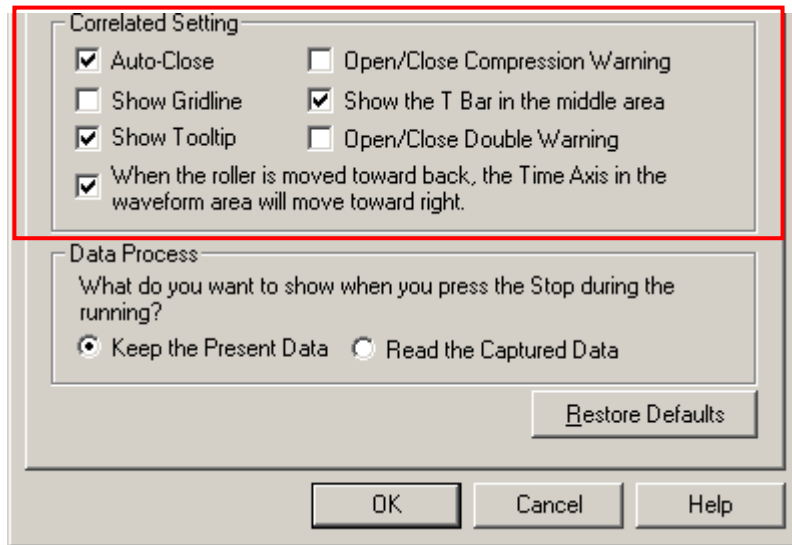 Correlated Setting
Auto-Close
Open/Close Compression Warning
Show Gridline
Show the T Bar in the middle area
Show Tooltip
Open/Close Double Warning
When the roller is moved toward back, the Time Axis in the
waveform area will move toward right.
Data Process
What do you want to show when you press the Stop during the
running?
Keep the Present Data
Read the Captured Data
Restore Defaults
OK
Cancel
Help